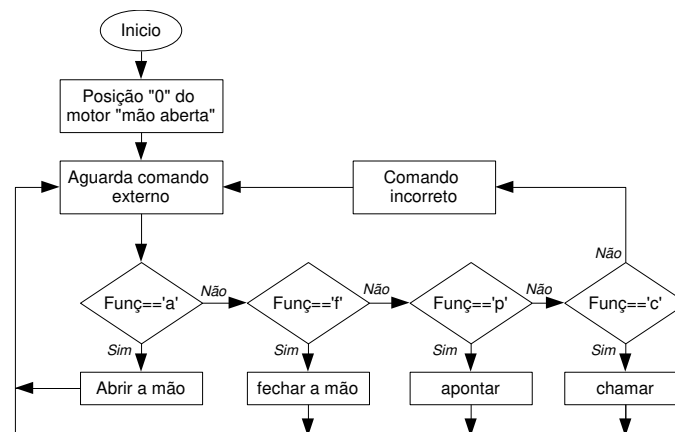 Inicio
Posição "0" do
motor "mão aberta"
Aguarda comando
externo
Comando
incorreto
Não
Funç=='a'
Não
Funç=='f'
Não
Funç=='p'
Não
Funç=='c'
Sim
Sim
Sim
Sim
Abrir a mão
fechar a mão
apontar
chamar